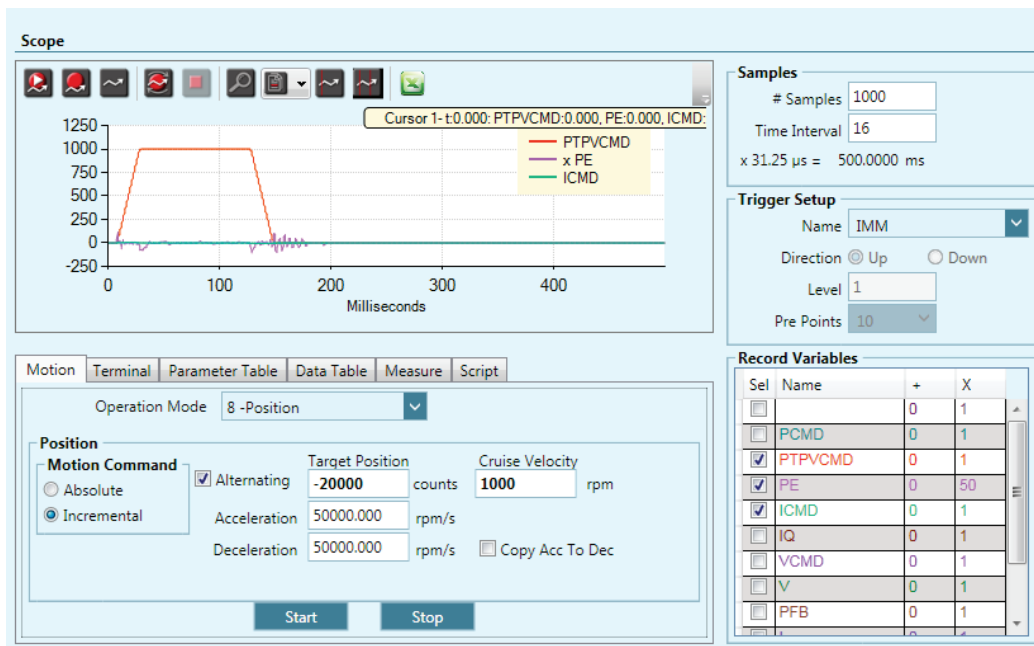 Scope
Cursor 1- t:0.000: PTPVCMD:0.000, PE:0.000, ICMD:
1250
1000
750
500
250
0
-250
PTPVCMD
x PE
ICMD
0 100 200 300 400
Milliseconds
Samples
# Samples 1000
Time Interval 16
x 31.25 µs = 500.0000 ms
Trigger Setup
Name IMM
Direction Up Down
Level 1
Pre Points 10
Motion Terminal Parameter Table Data Table Measure Script
Operation Mode 8 -Position
Position
Motion Command
Absolute
Incremental
Alternating
Target Position
-20000 counts
Cruise Velocity
1000 rpm
Acceleration 50000.000 rpm/s
Deceleration 50000.000 rpm/s
Copy Acc To Dec
Start Stop
Record Variables
Sel Name + X
0 1
PCMD 0 1
PTPVCMD 0 1
PE 0 50
ICMD 0 1
IQ 0 1
VCMD 0 1
V 0 1
PFB 0 1